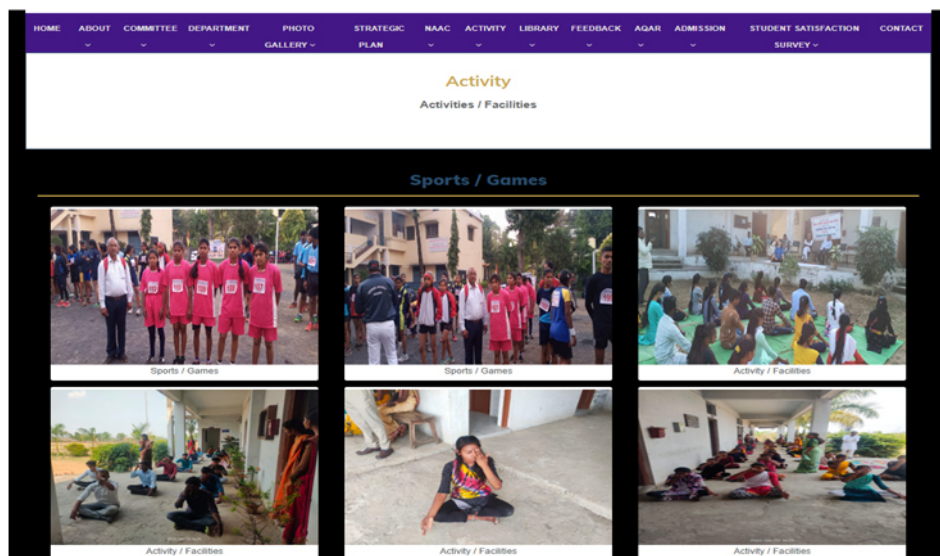 HOME ABOUT COMMITTEE DEPARTMENT PHOTO GALLERY STRATEGIC PLAN NAAC ACTIVITY LIBRARY FEEDBACK AQAR ADMISSION STUDENT SATISFACTION SURVEY CONTACT
Activity
Activities / Facilities
Sports / Games
Sports / Games
Sports / Games
Activity / Facilities
Activity / Facilities
Activity / Facilities
Activity / Facilities